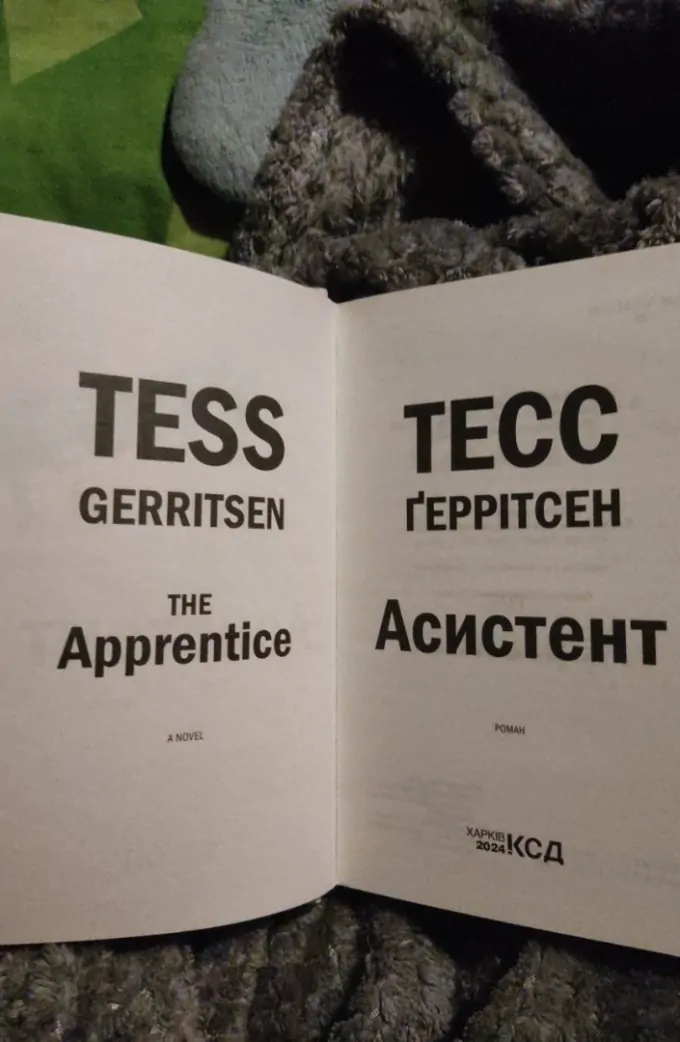 TESS
GERRITSEN
THE
Apprentice
A NOVEL
ТЕСС
ҐЕРРІТСЕН
Асистент
РОМАН
ХАРКІВ
2024
КСД